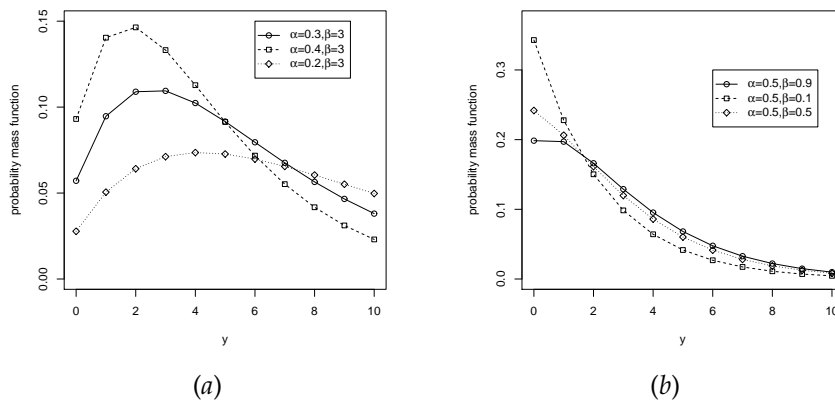 0.15
0.10
0.05
0.00
probability mass function
α=0.3,β=3
α=0.4,β=3
α=0.2,β=3
0 2 4 6 8 10
y
(a)
0.3
0.2
0.1
0.0
probability mass function
α=0.5,β=0.9
α=0.5,β=0.1
α=0.5,β=0.5
0 2 4 6 8 10
y
(b)